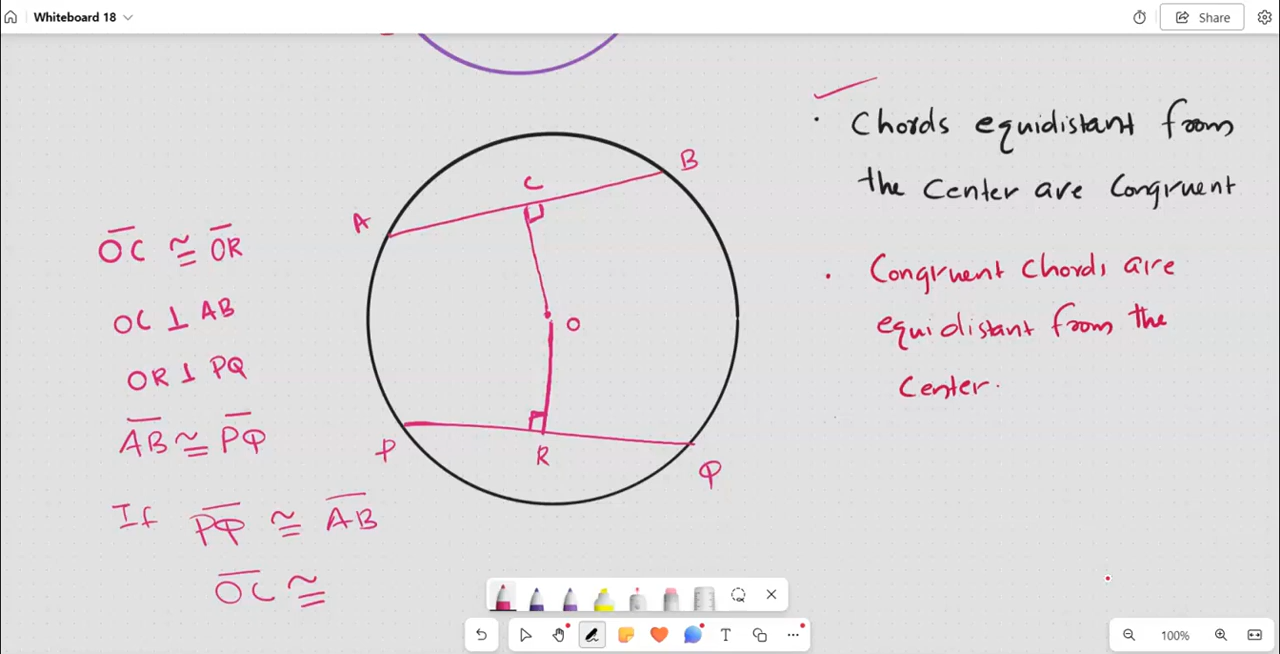 Whiteboard 18
Share
• Chords equidistant from
the Center are Congruent
• Congruent Chords are
equidistant from the
Center.
A
C
B
O
P
R
Q
OC ≅ OR
OC ⊥ AB
OR ⊥ PQ
AB ≅ PQ
If PQ ≅ AB
OC ≅
T
100%